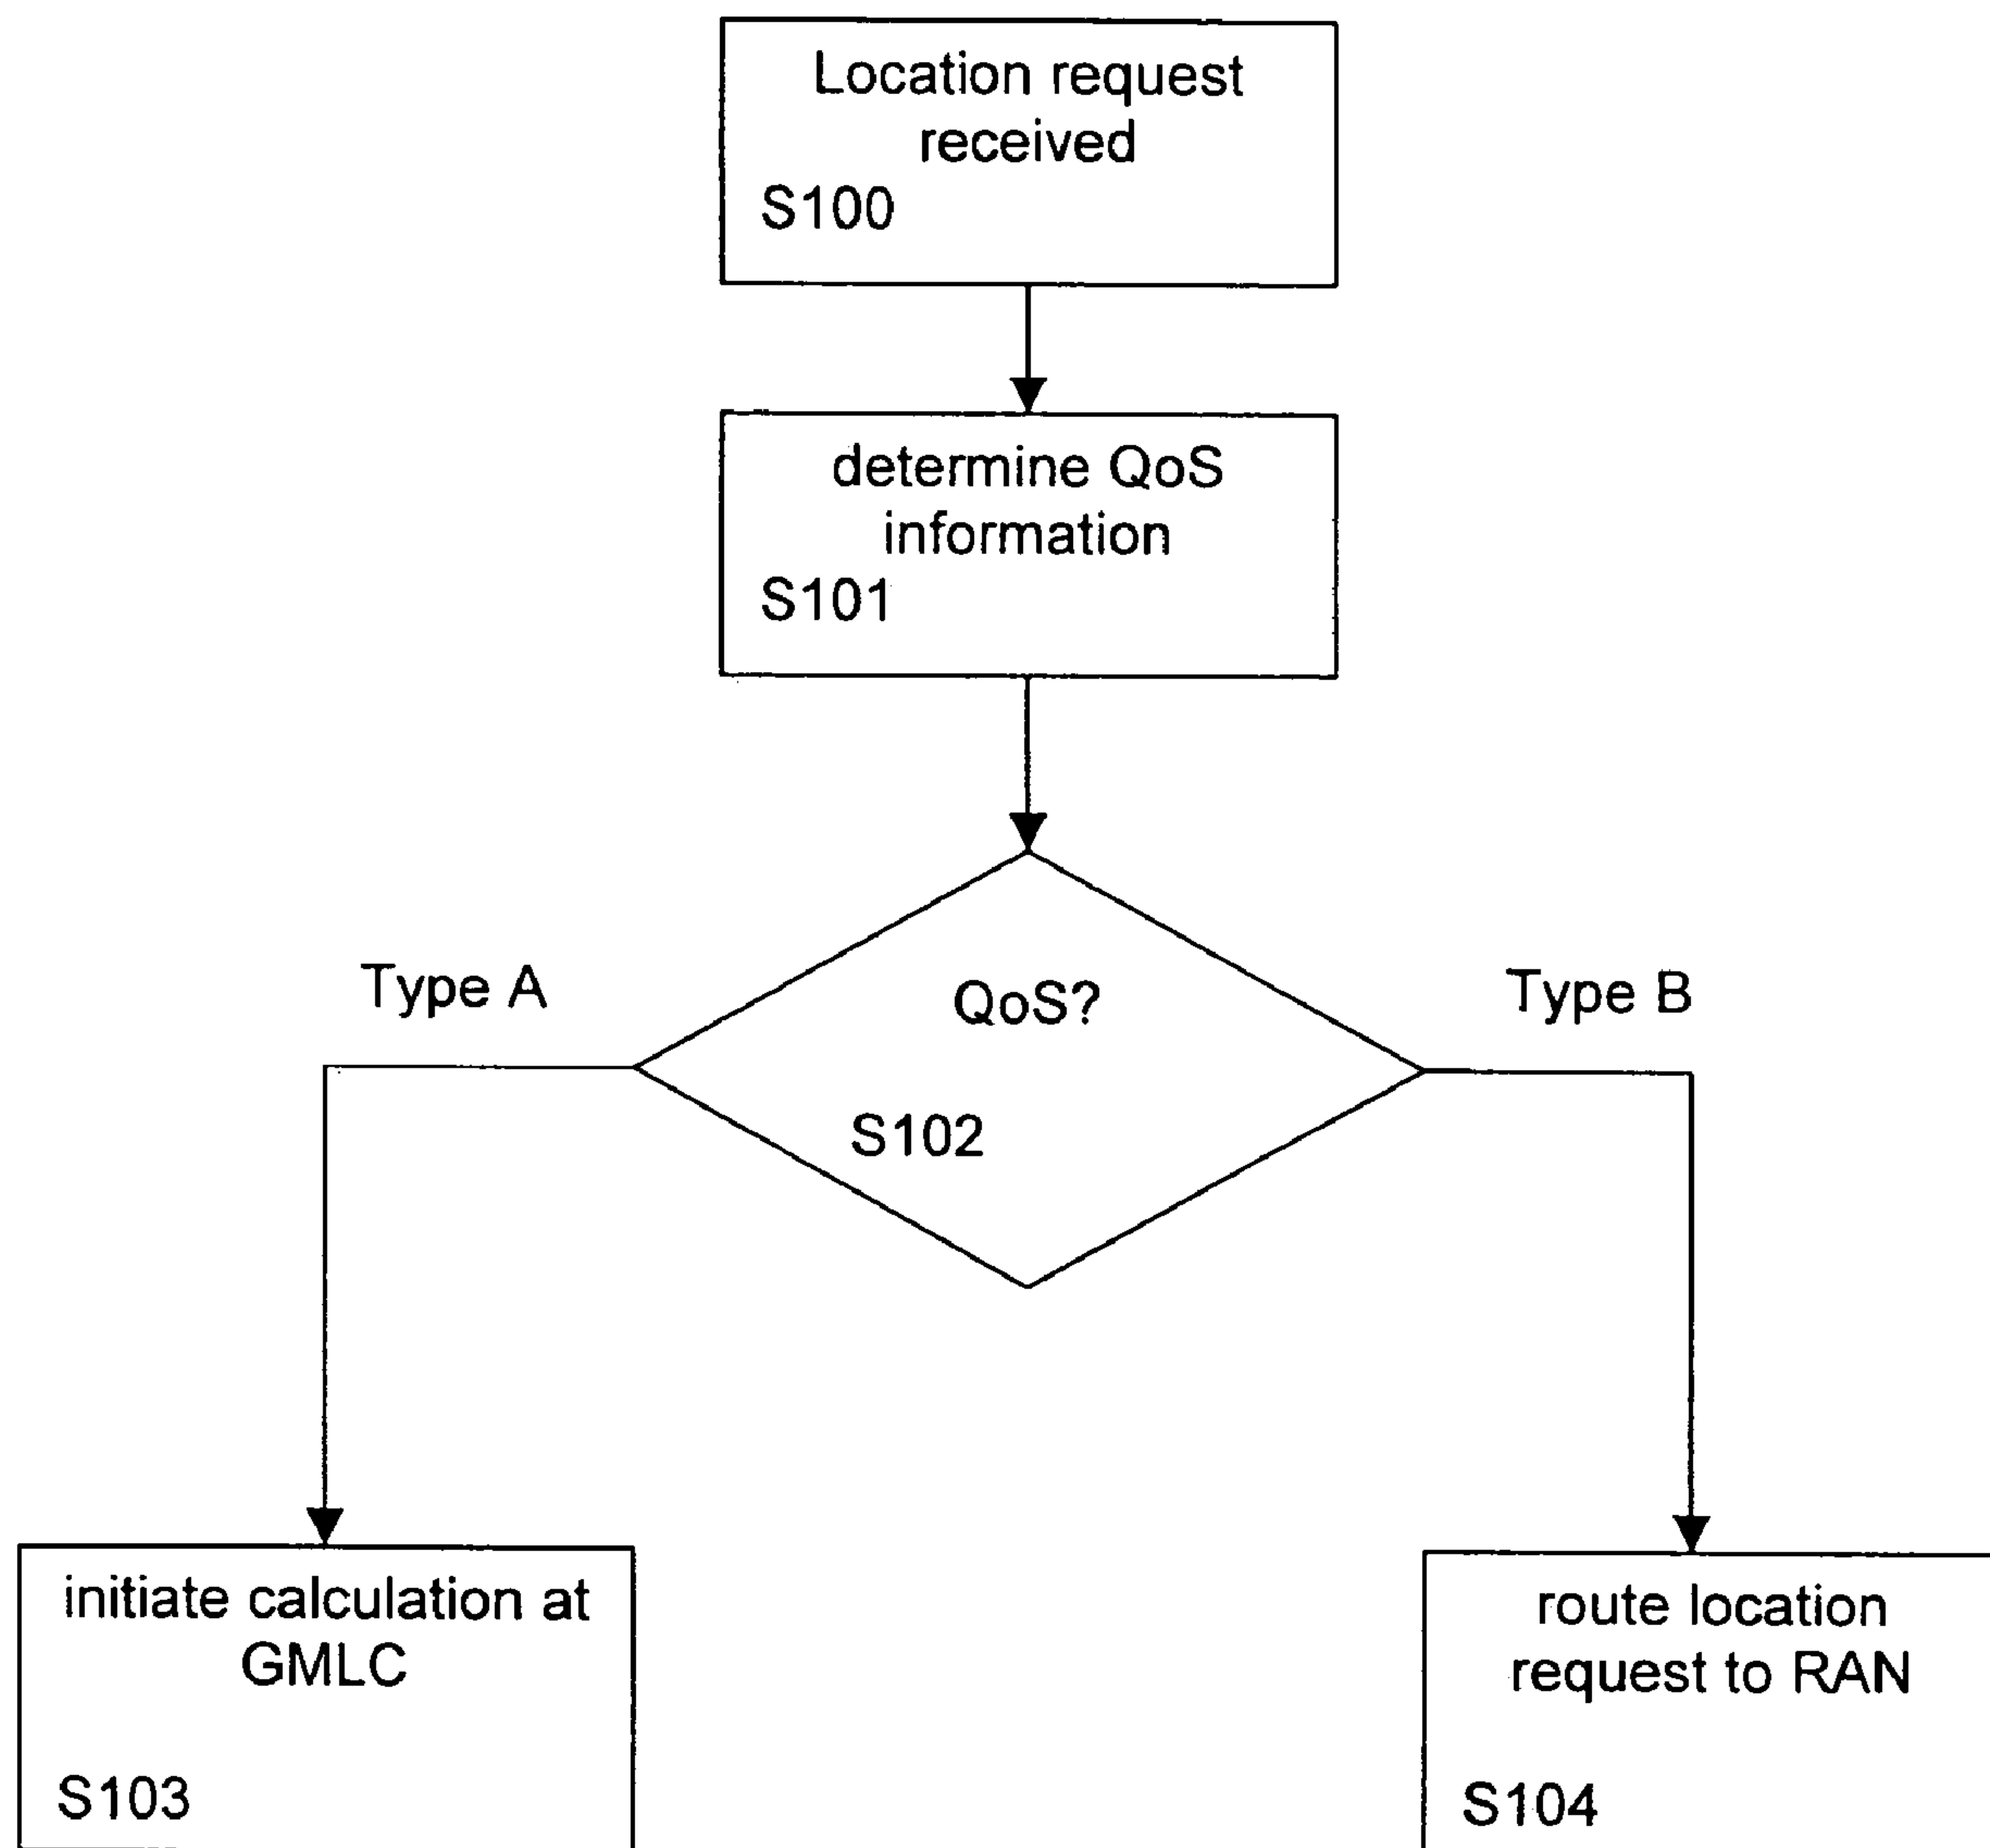 Location request
received
S100
determine QoS
information
S101
Type A
QoS?
Type B
S102
initiate calculation at
GMLC
S103
route location
request to RAN
S104